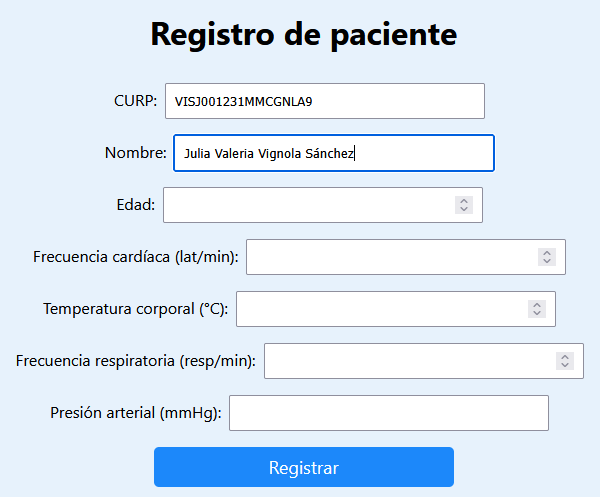 Registro de paciente
CURP: VISJ001231MMCGNLA9
Nombre: Julia Valeria Vignola Sánchez
Edad:
Frecuencia cardíaca (lat/min):
Temperatura corporal (°C):
Frecuencia respiratoria (resp/min):
Presión arterial (mmHg):
Registrar